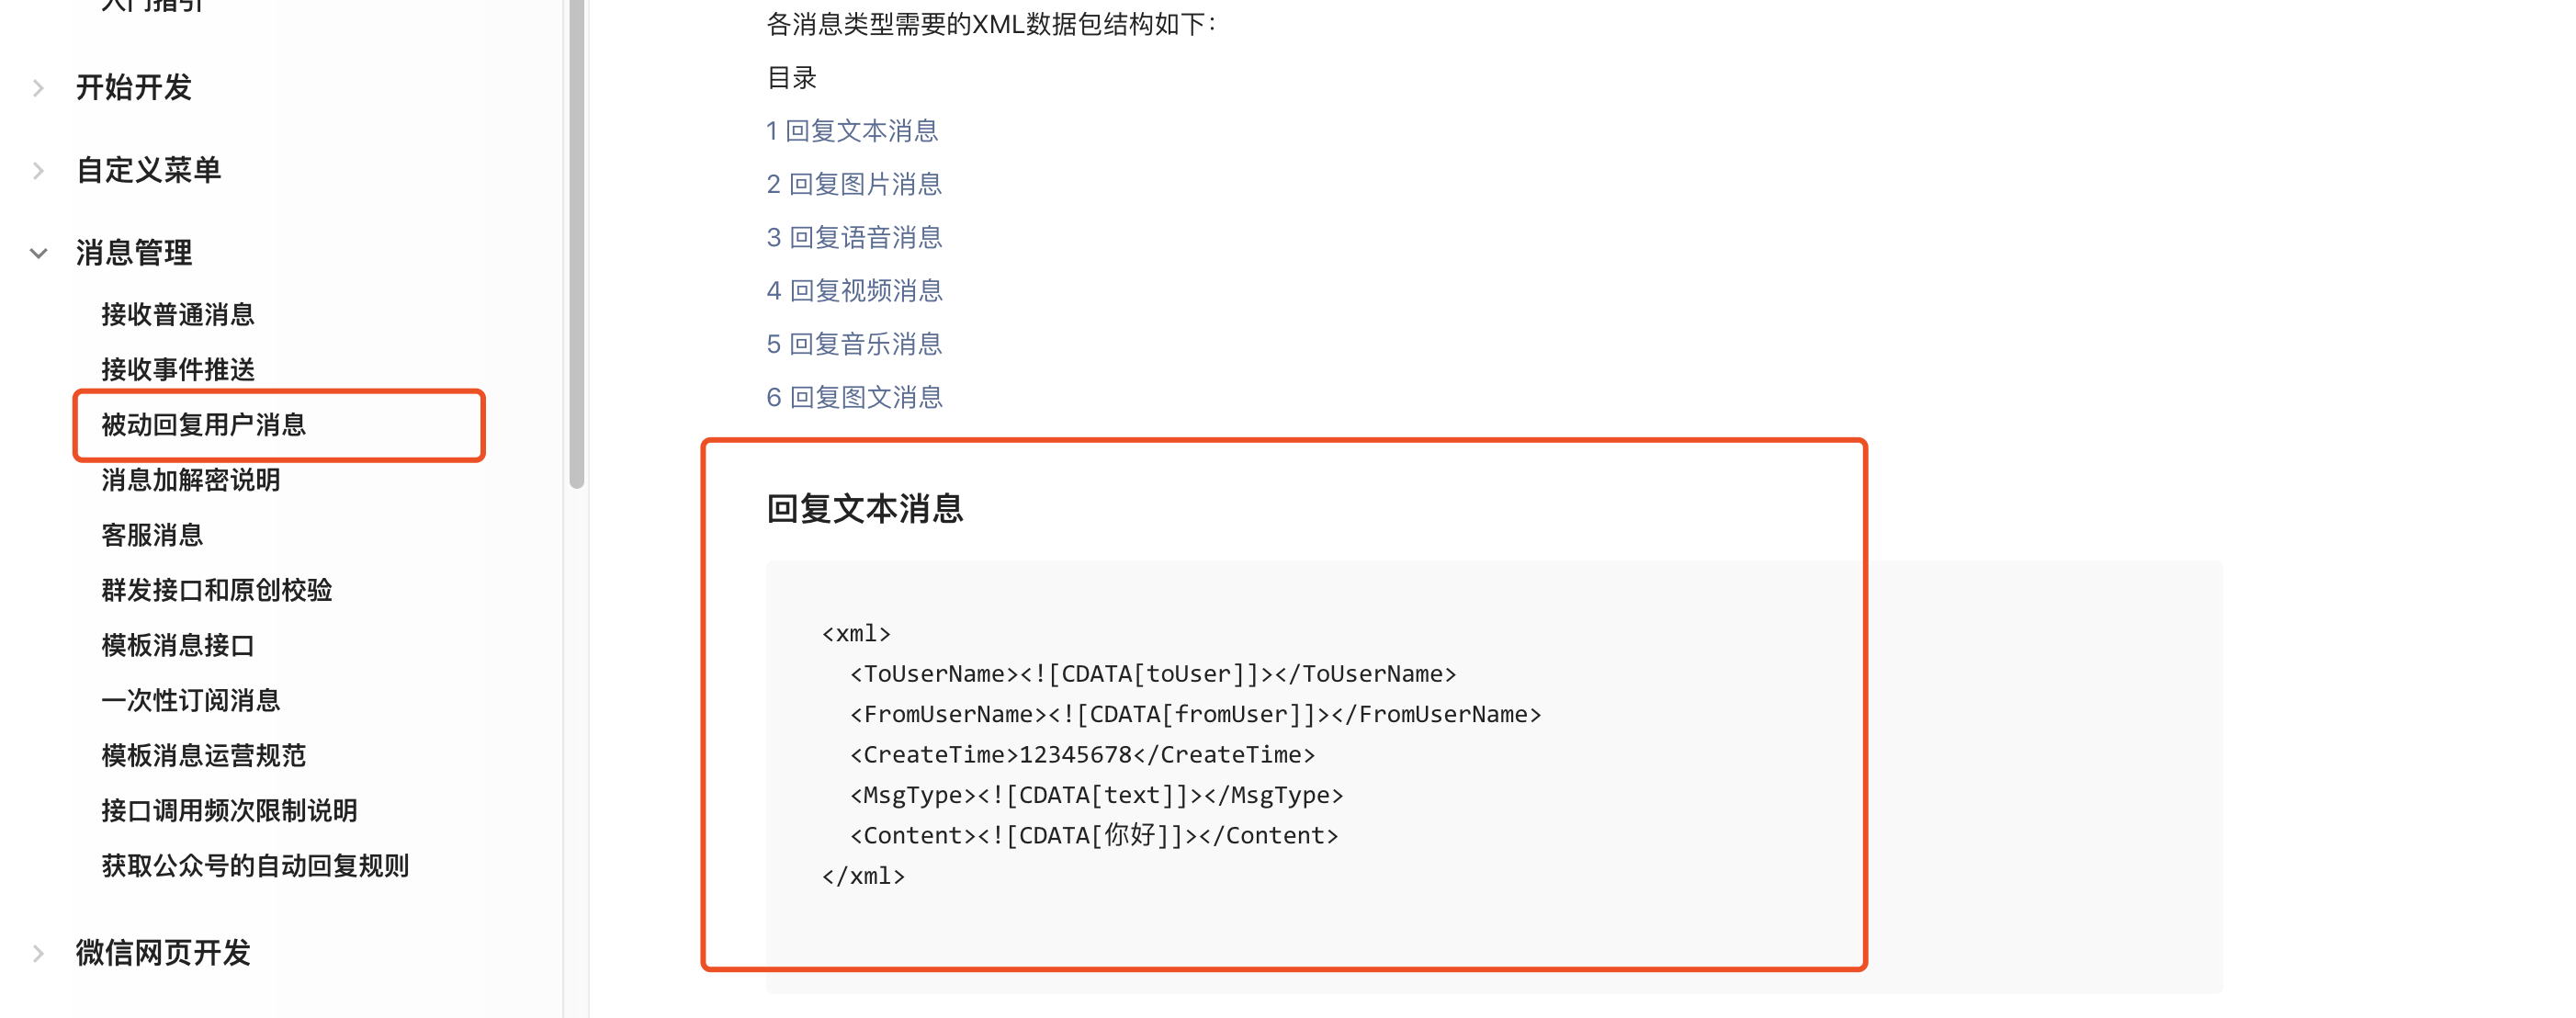 入门指引
开始开发
自定义菜单
消息管理
接收普通消息
接收事件推送
被动回复用户消息
消息加解密说明
客服消息
群发接口和原创校验
模板消息接口
一次性订阅消息
模板消息运营规范
接口调用频次限制说明
获取公众号的自动回复规则
微信网页开发
各消息类型需要的XML数据包结构如下：
目录
1 回复文本消息
2 回复图片消息
3 回复语音消息
4 回复视频消息
5 回复音乐消息
6 回复图文消息
回复文本消息
<xml>
  <ToUserName><![CDATA[toUser]]></ToUserName>
  <FromUserName><![CDATA[fromUser]]></FromUserName>
  <CreateTime>12345678</CreateTime>
  <MsgType><![CDATA[text]]></MsgType>
  <Content><![CDATA[你好]]></Content>
</xml>